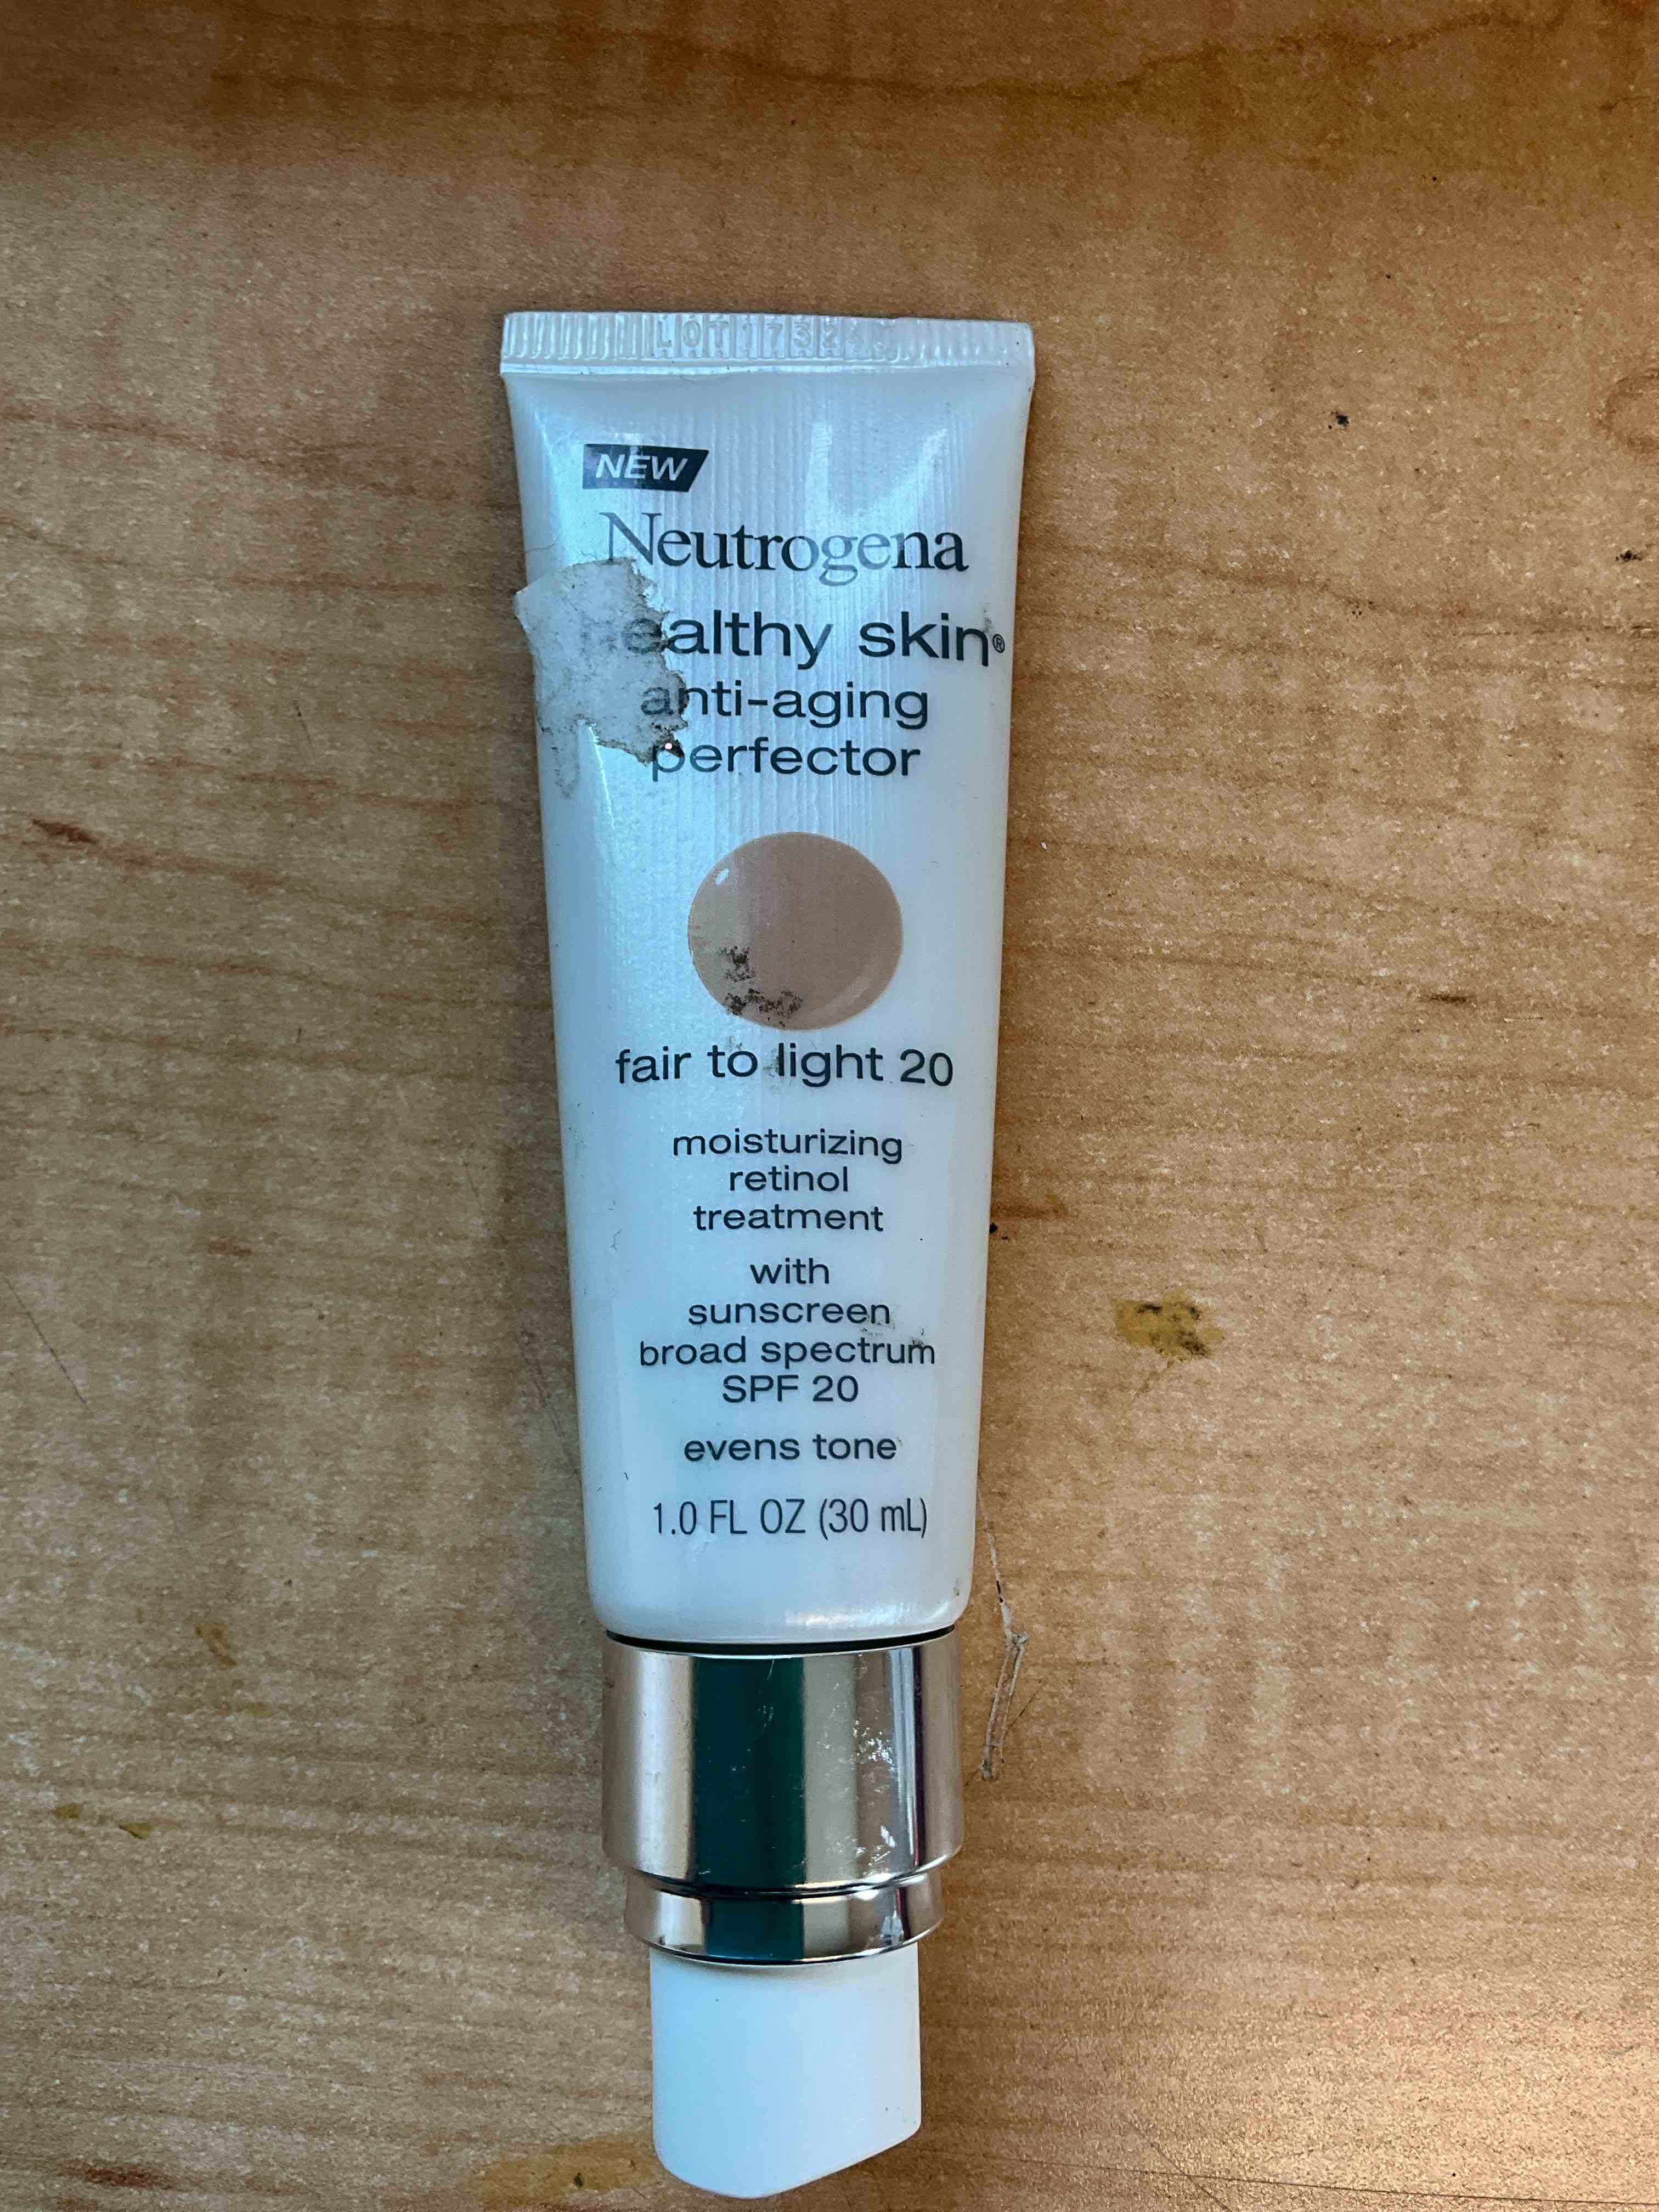 NEW
Neutrogena
healthy skin®
anti-aging
perfector
fair to light 20
moisturizing
retinol
treatment
with
sunscreen
broad spectrum
SPF 20
evens tone
1.0 FL OZ (30 mL)